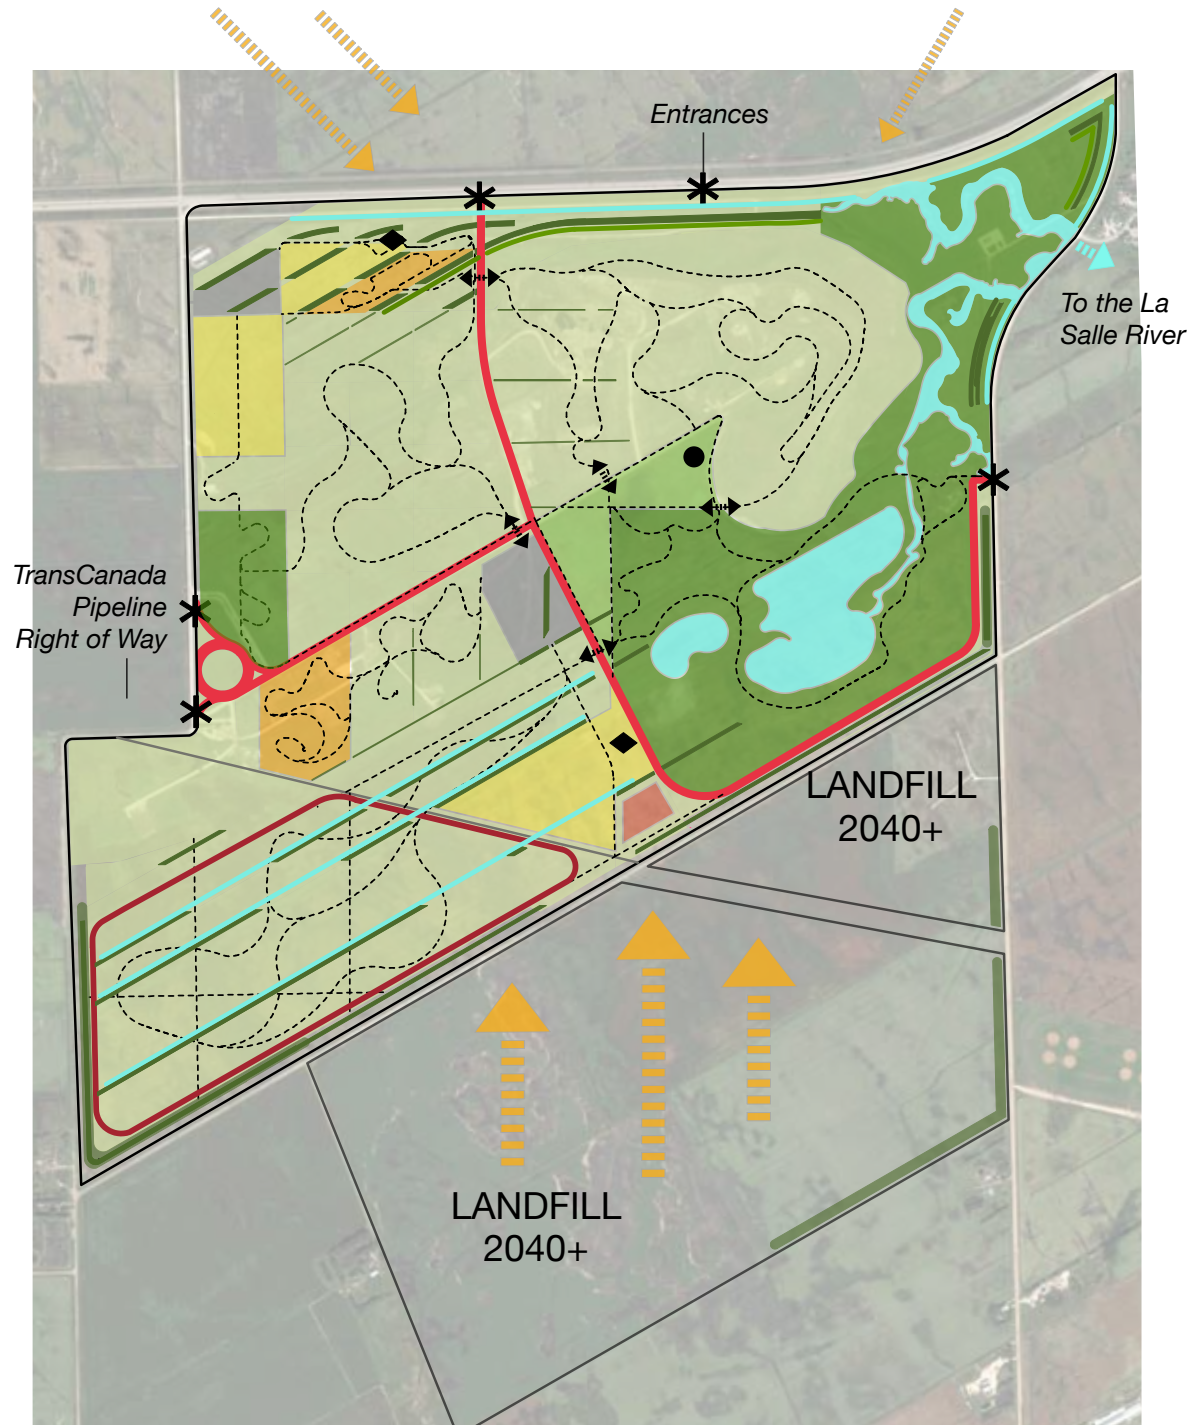 Entrances
To the La
Salle River
TransCanada
Pipeline
Right of Way
LANDFILL
2040+
LANDFILL
2040+